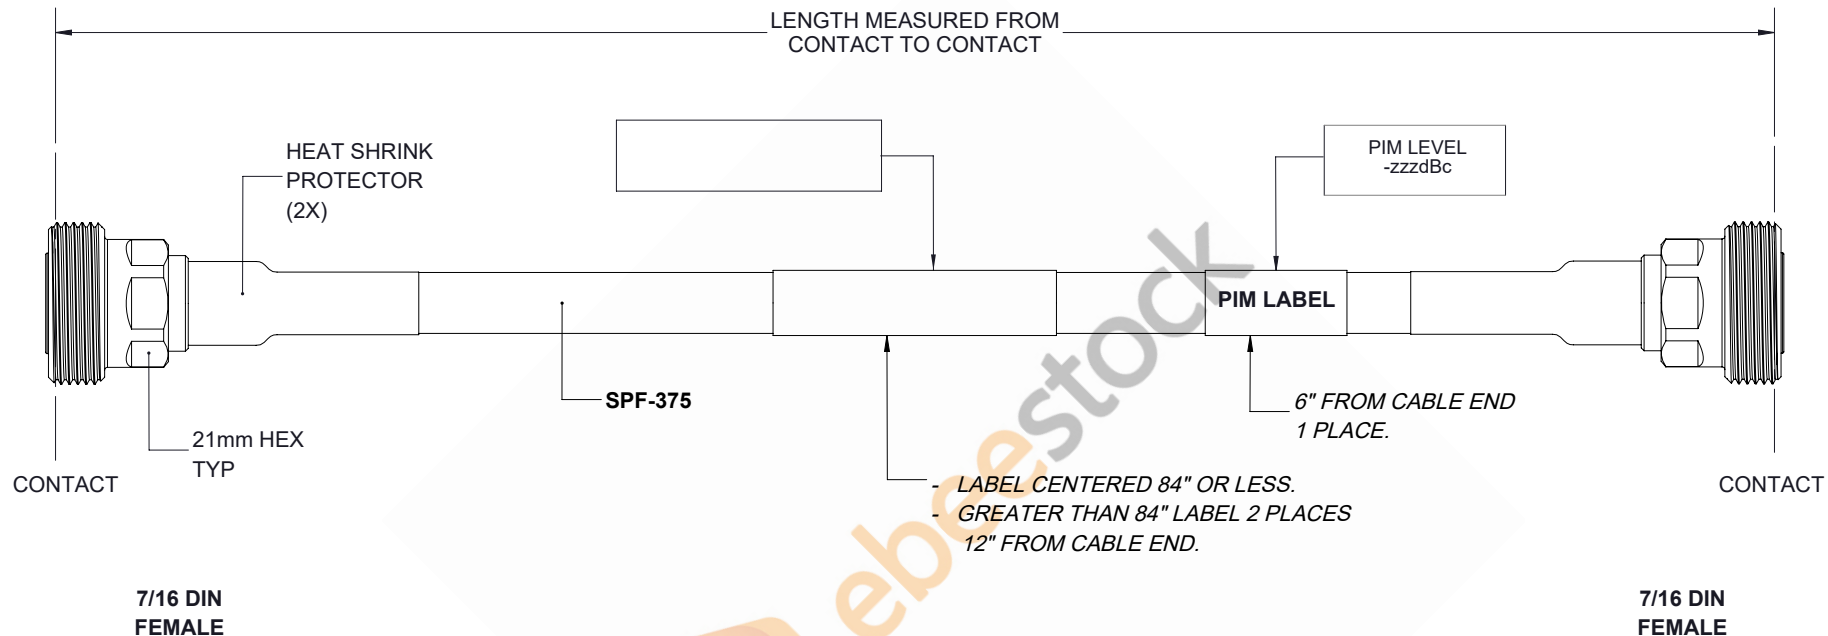 LENGTH MEASURED FROM
CONTACT TO CONTACT
HEAT SHRINK
PROTECTOR
(2X)
PIM LEVEL
-zzzdBc
PIM LABEL
SPF-375
6" FROM CABLE END
1 PLACE.
21mm HEX
TYP
CONTACT
CONTACT
- LABEL CENTERED 84" OR LESS.
- GREATER THAN 84" LABEL 2 PLACES
12" FROM CABLE END.
7/16 DIN
FEMALE
7/16 DIN
FEMALE
ebeestock